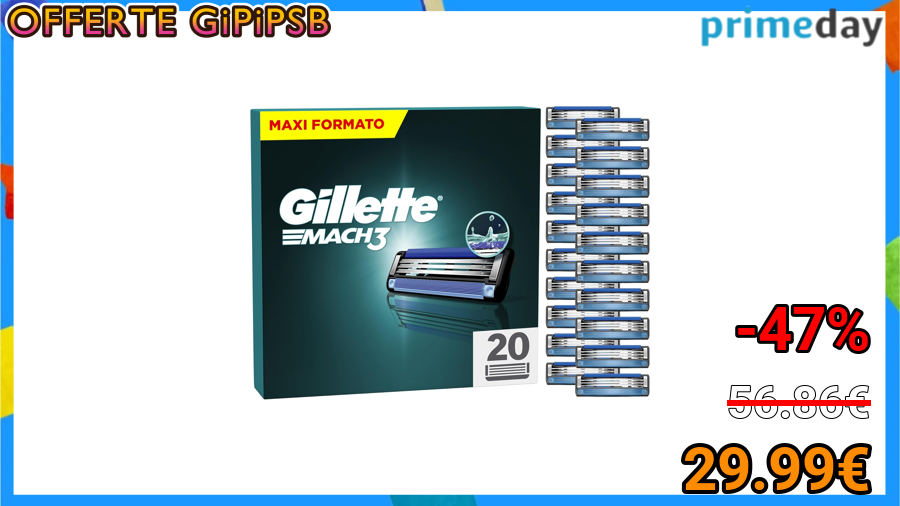 OFFERTE GiPiPSB
primeday
MAXI FORMATO
Gillette®
MACH3
20
-47%
56.86€
29.99€